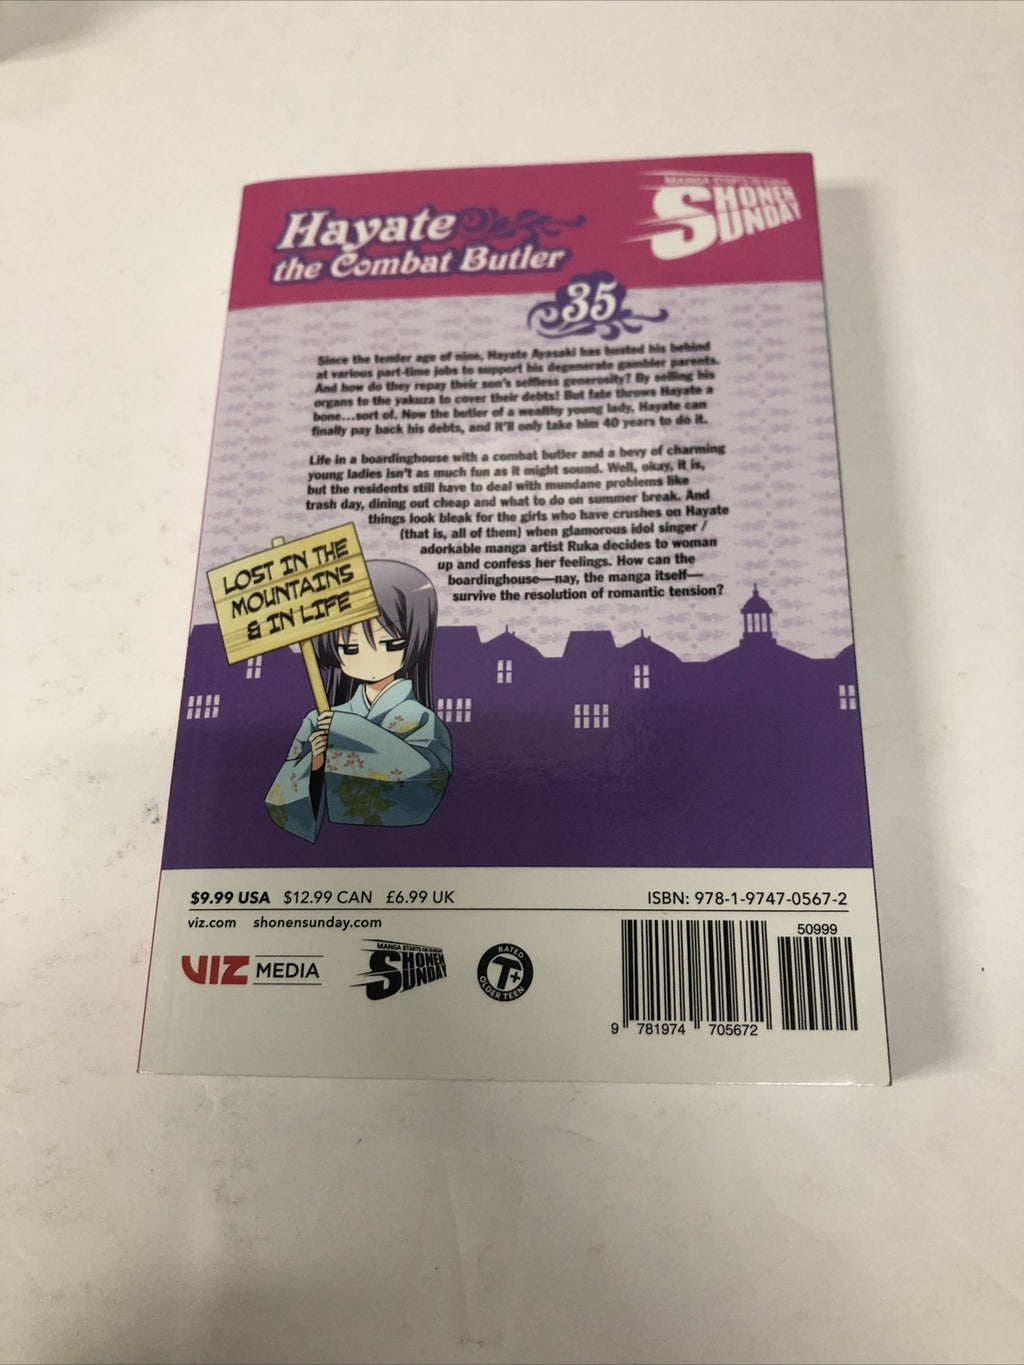 MANGA STARTS ON SUNDAY
SHONEN
SUNDAY
Hayate
the Combat Butler
35
Since the tender age of nine, Hayate Ayasaki has busted his behind
at various part-time jobs to support his degenerate gambler parents.
And how do they repay their son's selfless generosity? By selling his
organs to the yakuza to cover their debts! But fate throws Hayate a
bone...sort of. Now the butler of a wealthy young lady, Hayate can
finally pay back his debts, and it'll only take him 40 years to do it.
Life in a boardinghouse with a combat butler and a bevy of charming
young ladies isn't as much fun as it might sound. Well, okay, it is,
but the residents still have to deal with mundane problems like
trash day, dining out cheap and what to do on summer break. And
things look bleak for the girls who have crushes on Hayate
(that is, all of them) when glamorous idol singer /
adorkable manga artist Ruka decides to woman
up and confess her feelings. How can the
boardinghouse—nay, the manga itself—
survive the resolution of romantic tension?
LOST IN THE
MOUNTAINS
& IN LIFE
$9.99 USA $12.99 CAN £6.99 UK
ISBN: 978-1-9747-0567-2
viz.com shonensunday.com
VIZ MEDIA
MANGA STARTS ON SUNDAY
SHONEN
SUNDAY
RATED
T+
OLDER TEEN
50999
9 781974 705672